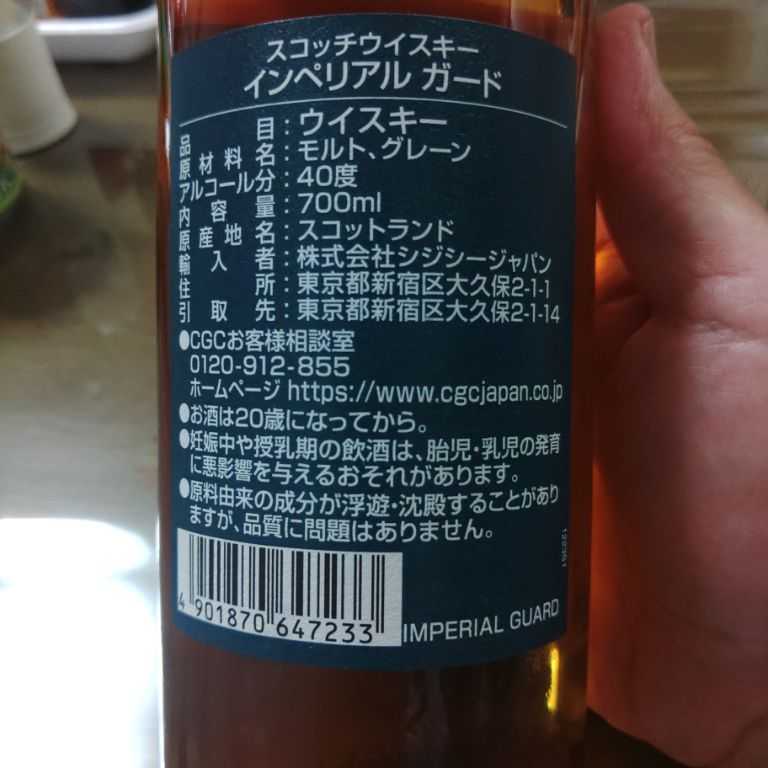 スコッチウイスキー
インペリアル ガード
品目:ウイスキー
原材料名:モルト、グレーン
アルコール分:40度
内容量:700ml
原産地名:スコットランド
輸入者:株式会社シジシージャパン
住所:東京都新宿区大久保2-1-1
引取先:東京都新宿区大久保2-1-14
●CGCお客様相談室
0120-912-855
ホームページ https://www.cgcjapan.co.jp
●お酒は20歳になってから。
●妊娠中や授乳期の飲酒は、胎児・乳児の発育
に悪影響を与えるおそれがあります。
●原料由来の成分が浮遊・沈殿することがあり
ますが、品質に問題はありません。
4 901870 647233
IMPERIAL GUARD